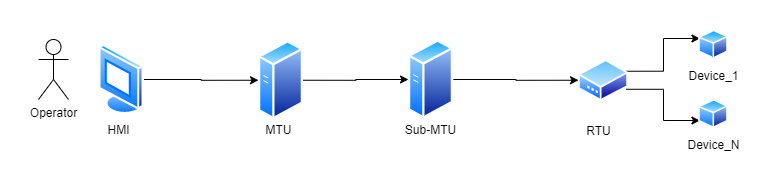 Operator
HMI
MTU
Sub-MTU
RTU
Device_1
Device_N